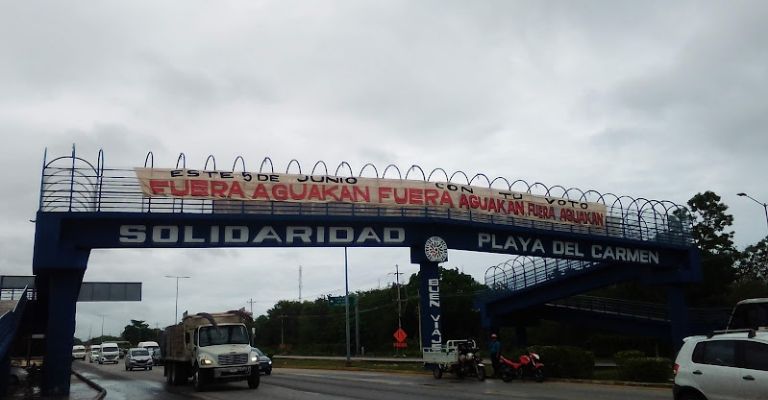 ESTE 5 DE JUNIO CON TU VOTO
FUERA AGUAKAN FUERA AGUAKAN FUERA AGUAKAN
SOLIDARIDAD PLAYA DEL CARMEN
BUEN VIAJE